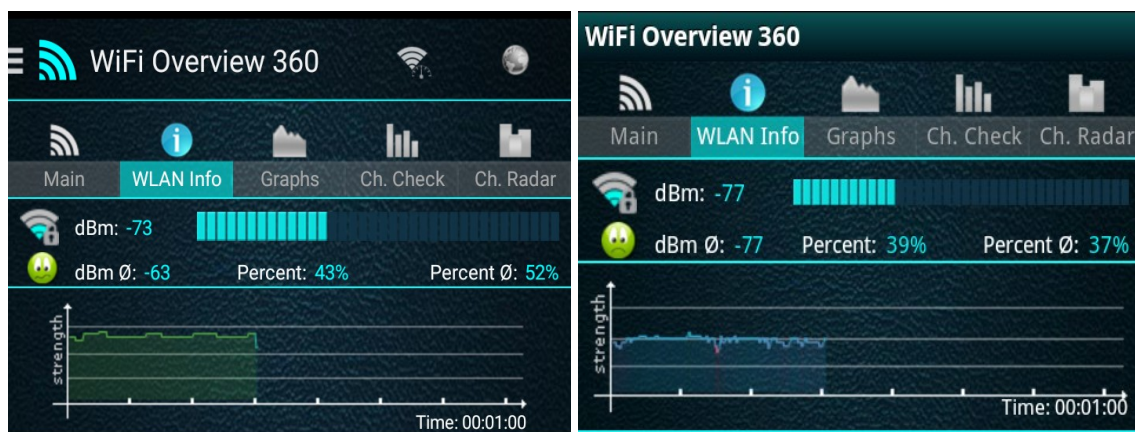 WiFi Overview 360
Main WLAN Info Graphs Ch. Check Ch. Radar
dBm: -73
dBm Ø: -63 Percent: 43% Percent Ø: 52%
strength
Time: 00:01:00
WiFi Overview 360
Main WLAN Info Graphs Ch. Check Ch. Radar
dBm: -77
dBm Ø: -77 Percent: 39% Percent Ø: 37%
strength
Time: 00:01:00